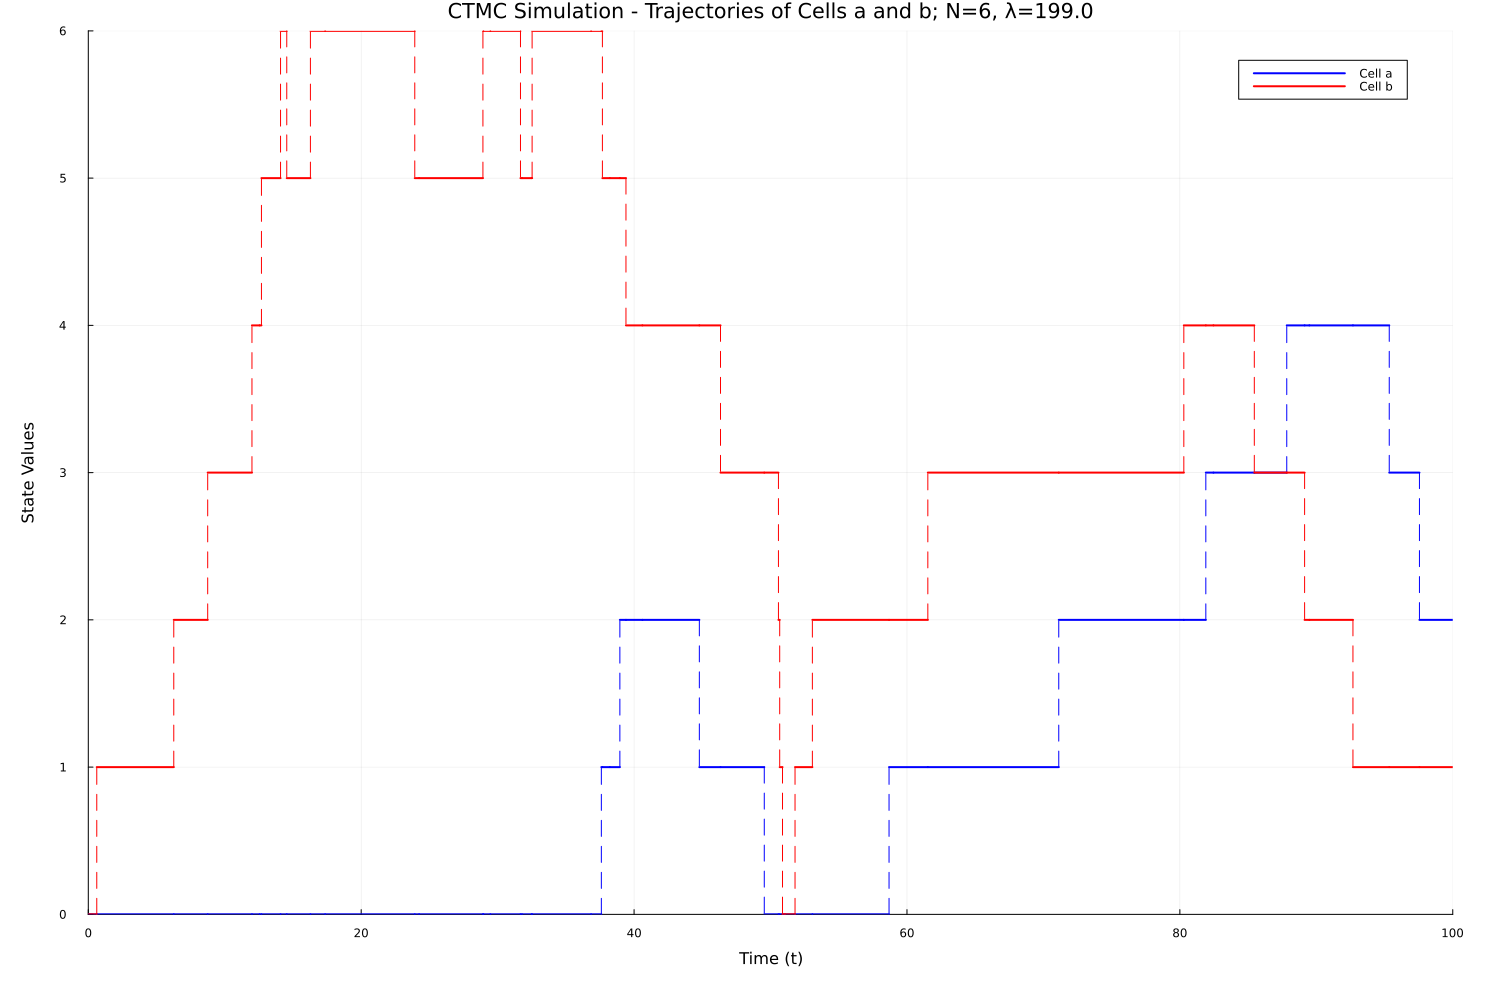 CTMC Simulation - Trajectories of Cells a and b; N=6, λ=199.0
6
5
4
3
2
1
0
State Values
Cell a
Cell b
0 20 40 60 80 100
Time (t)